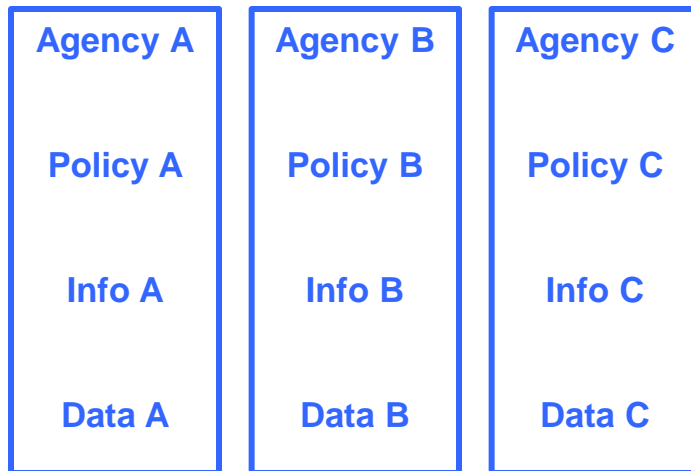 Agency A
Policy A
Info A
Data A
Agency B
Policy B
Info B
Data B
Agency C
Policy C
Info C
Data C